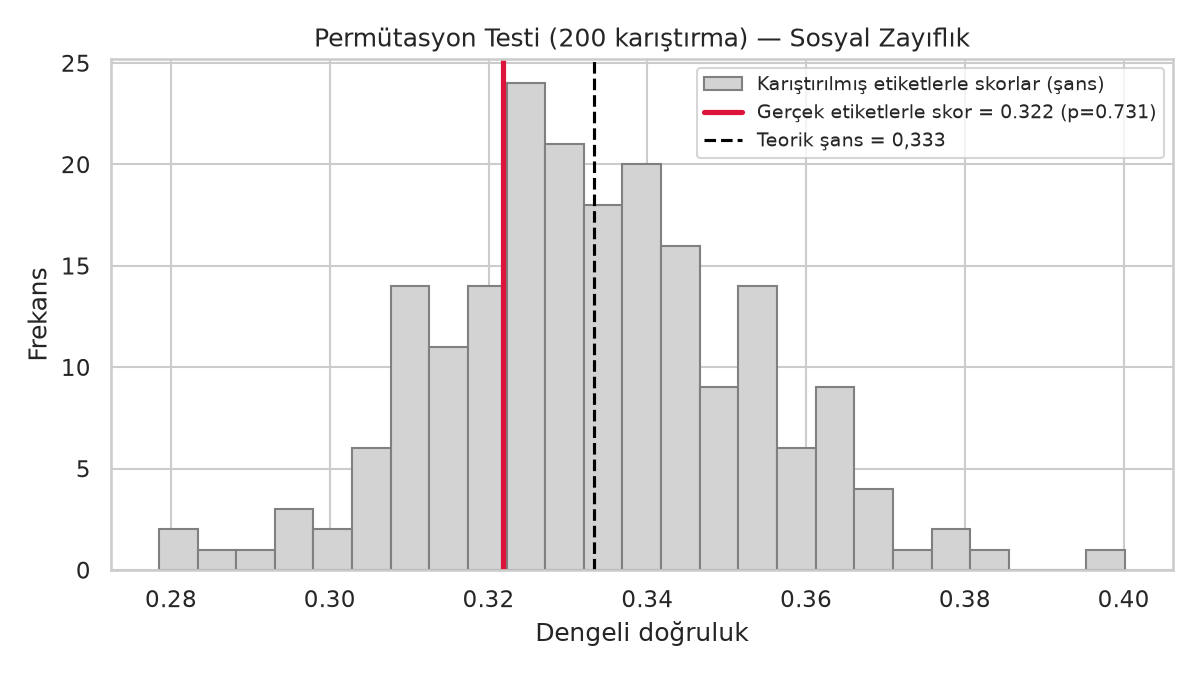 Permütasyon Testi (200 karıştırma) — Sosyal Zayıflık
Karıştırılmış etiketlerle skorlar (şans)
Gerçek etiketlerle skor = 0.322 (p=0.731)
Teorik şans = 0,333
Frekans
25
20
15
10
5
0
0.28 0.30 0.32 0.34 0.36 0.38 0.40
Dengeli doğruluk